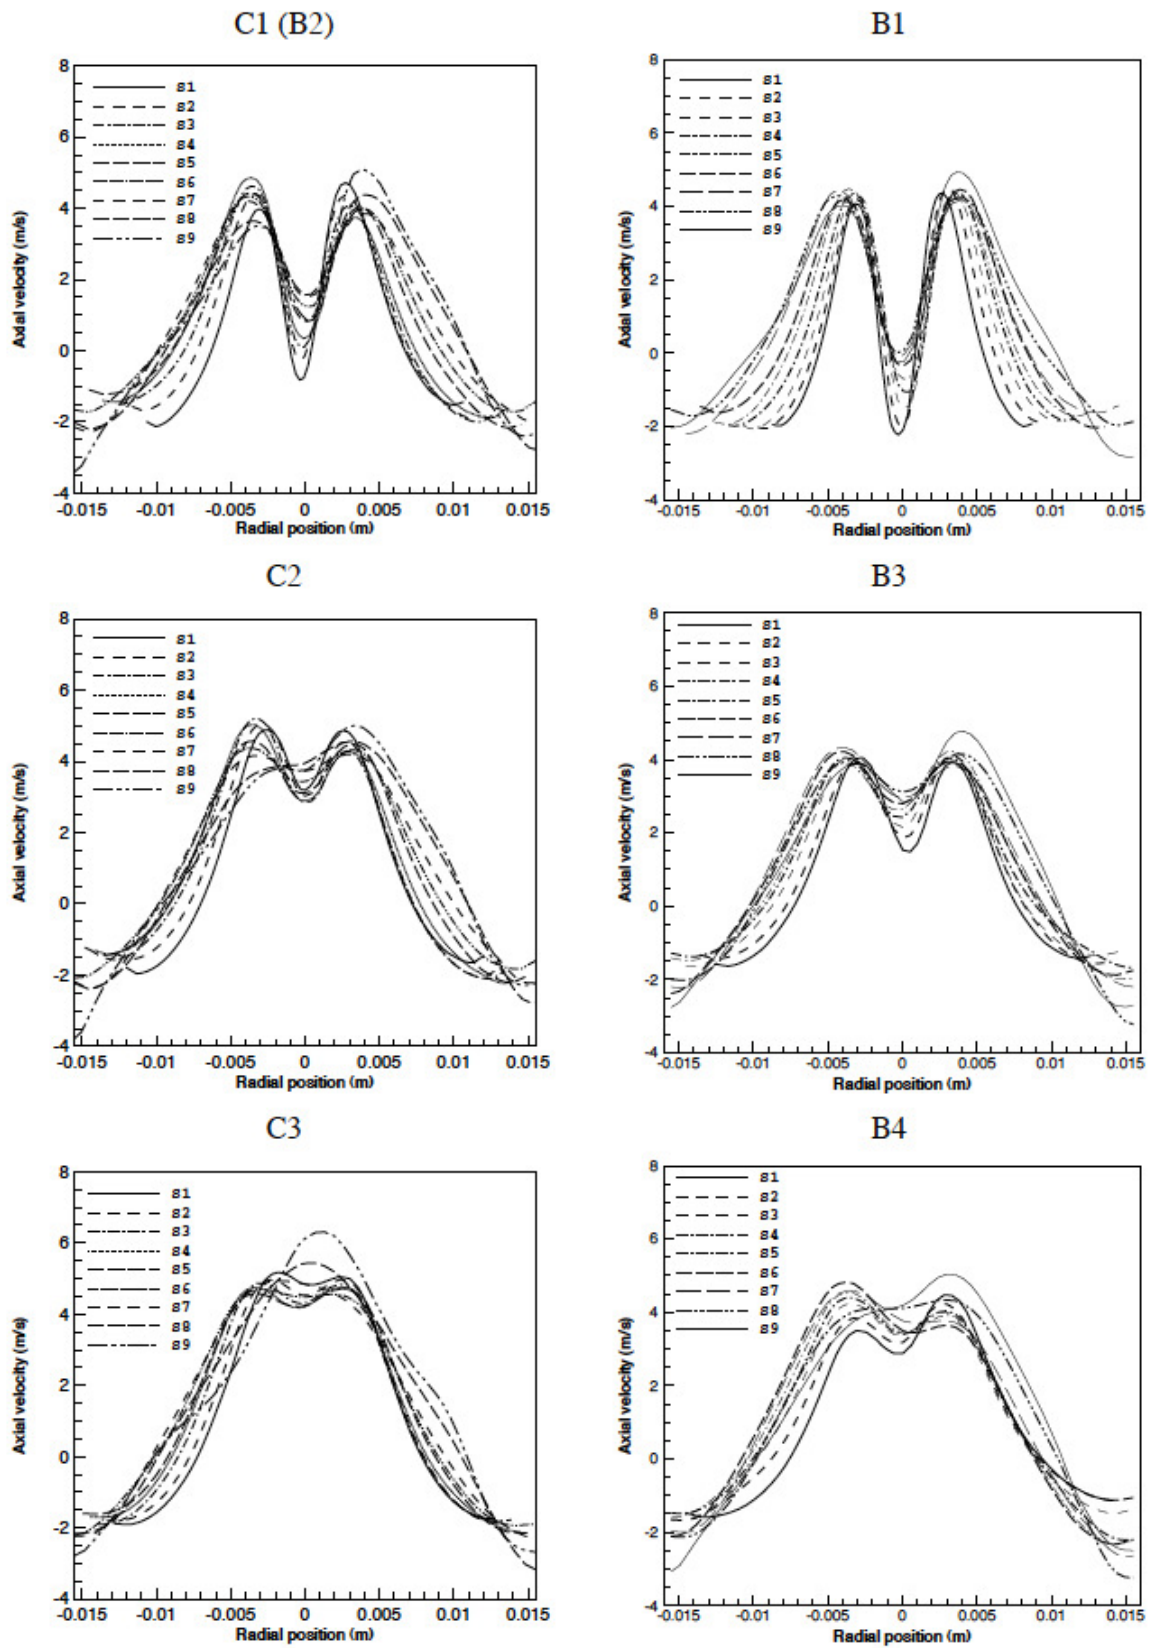 C1 (B2)
8
6
4
2
0
-2
-4
s1
s2
s3
s4
s5
s6
s7
s8
s9
Axial velocity (m/s)
-0.015 -0.01 -0.005 0 0.005 0.01 0.015
Radial position (m)
B1
8
6
4
2
0
-2
-4
s1
s2
s3
s4
s5
s6
s7
s8
s9
Axial velocity (m/s)
-0.015 -0.01 -0.005 0 0.005 0.01 0.015
Radial position (m)
C2
8
6
4
2
0
-2
-4
s1
s2
s3
s4
s5
s6
s7
s8
s9
Axial velocity (m/s)
-0.015 -0.01 -0.005 0 0.005 0.01 0.015
Radial position (m)
B3
8
6
4
2
0
-2
-4
s1
s2
s3
s4
s5
s6
s7
s8
s9
Axial velocity (m/s)
-0.015 -0.01 -0.005 0 0.005 0.01 0.015
Radial position (m)
C3
8
6
4
2
0
-2
-4
s1
s2
s3
s4
s5
s6
s7
s8
s9
Axial velocity (m/s)
-0.015 -0.01 -0.005 0 0.005 0.01 0.015
Radial position (m)
B4
8
6
4
2
0
-2
-4
s1
s2
s3
s4
s5
s6
s7
s8
s9
Axial velocity (m/s)
-0.015 -0.01 -0.005 0 0.005 0.01 0.015
Radial position (m)